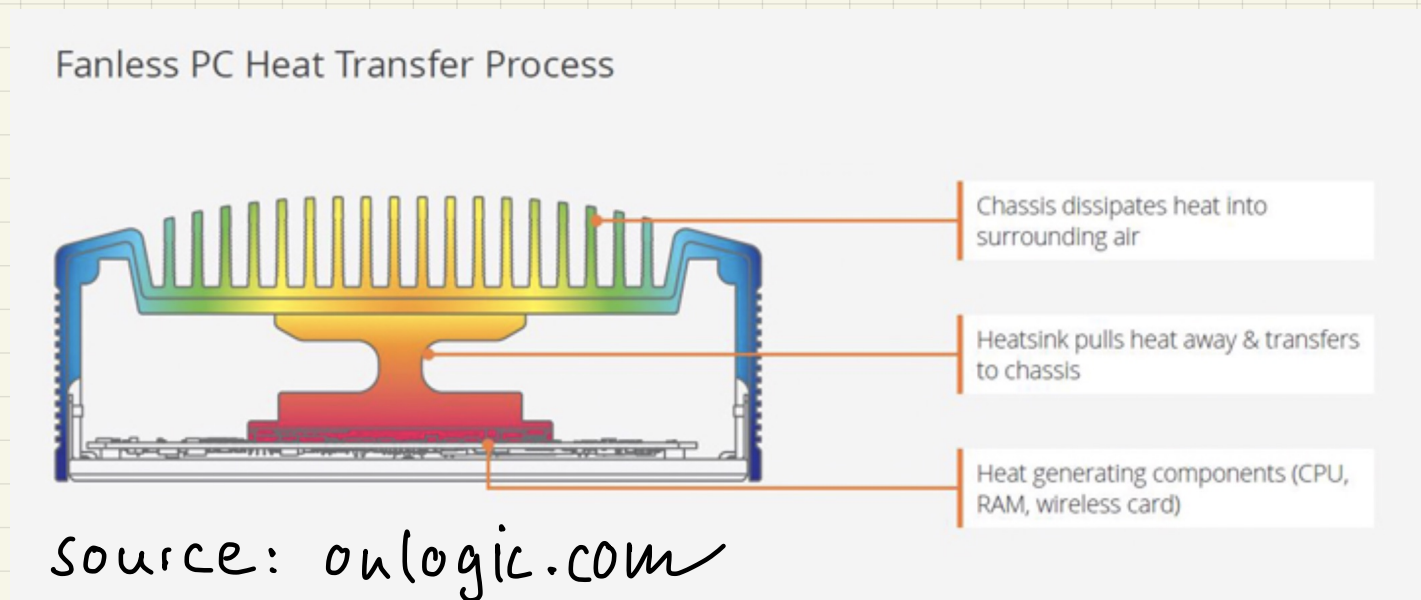 Fanless PC Heat Transfer Process
Chassis dissipates heat into
surrounding air
Heatsink pulls heat away & transfers
to chassis
Heat generating components (CPU,
RAM, wireless card)
source: onlogic.com